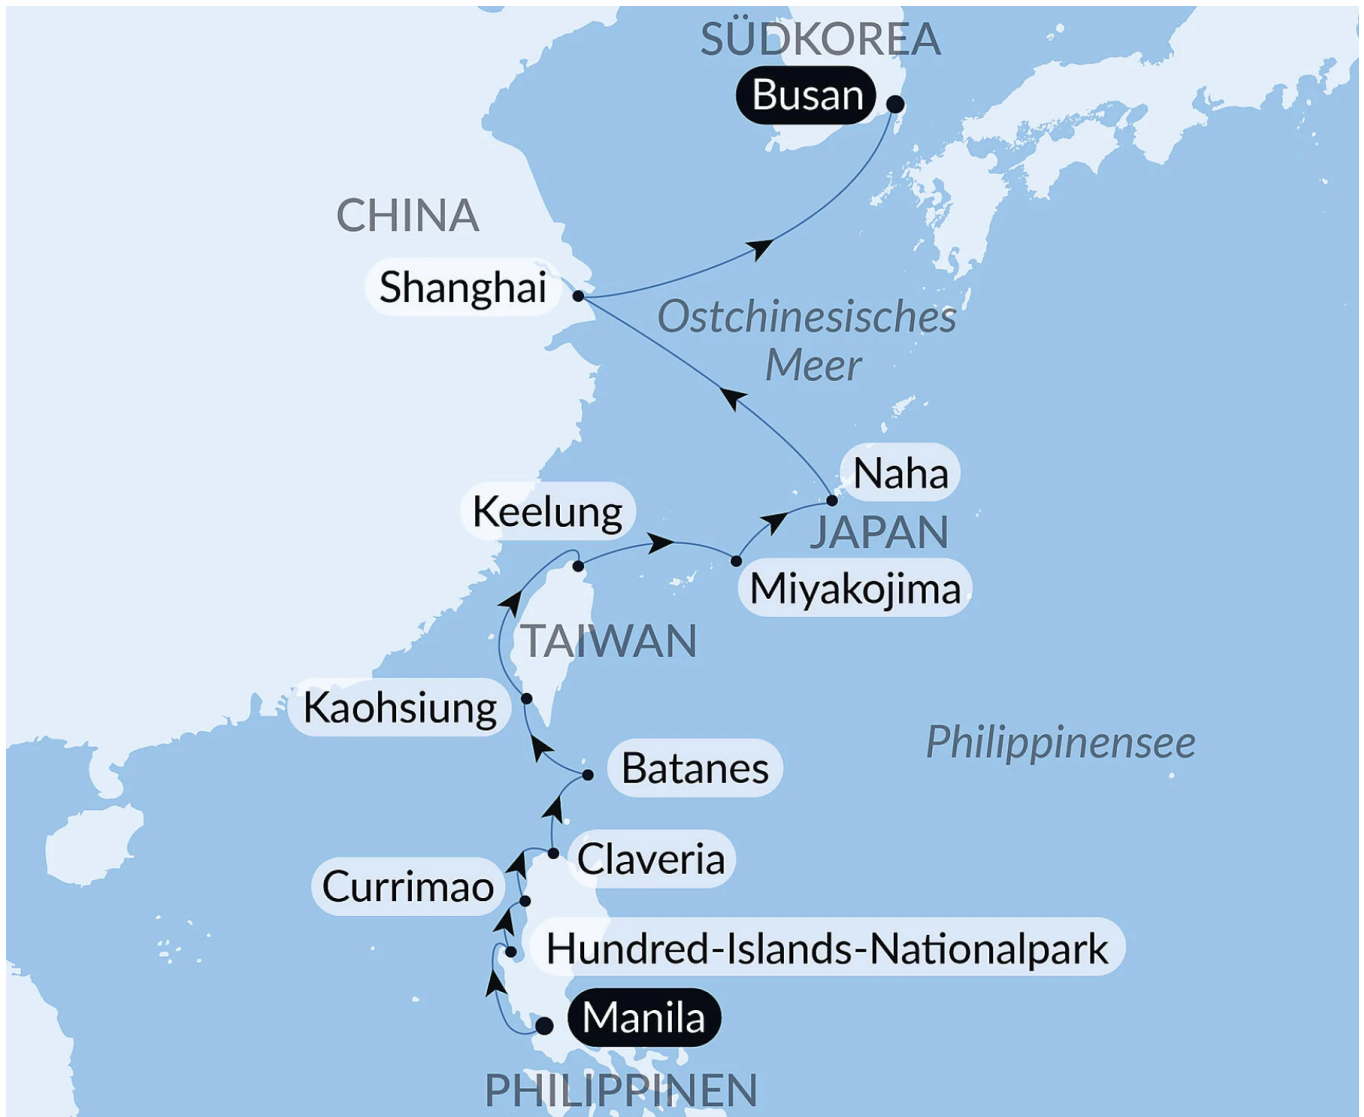 SÜDKOREA
Busan
CHINA
Shanghai
Ostchinesisches
Meer
Naha
Keelung
JAPAN
Miyakojima
TAIWAN
Kaohsiung
Philippinensee
Batanes
Claveria
Currimao
Hundred-Islands-Nationalpark
Manila
PHILIPPINEN